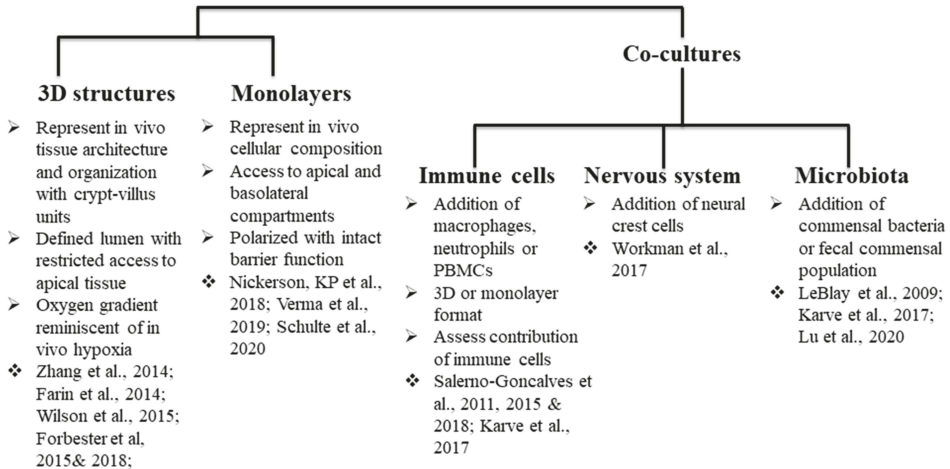 Co-cultures
3D structures
➢ Represent in vivo
tissue architecture
and organization
with crypt-villus
units
➢ Defined lumen with
restricted access to
apical tissue
➢ Oxygen gradient
reminiscent of in
vivo hypoxia
❖ Zhang et al., 2014;
Farin et al., 2014;
Wilson et al., 2015;
Forbester et al,
2015& 2018;
Monolayers
➢ Represent in vivo
cellular composition
➢ Access to apical and
basolateral
compartments
➢ Polarized with intact
barrier function
❖ Nickerson, KP et al.,
2018; Verma et al.,
2019; Schulte et al.,
2020
Immune cells
➢ Addition of
macrophages,
neutrophils or
PBMCs
➢ 3D or monolayer
format
➢ Assess contribution
of immune cells
❖ Salerno-Goncalves et
al., 2011, 2015 &
2018; Karve et al.,
2017
Nervous system
➢ Addition of neural
crest cells
❖ Workman et al.,
2017
Microbiota
➢ Addition of
commensal bacteria
or fecal commensal
population
❖ LeBlay et al., 2009;
Karve et al., 2017;
Lu et al., 2020